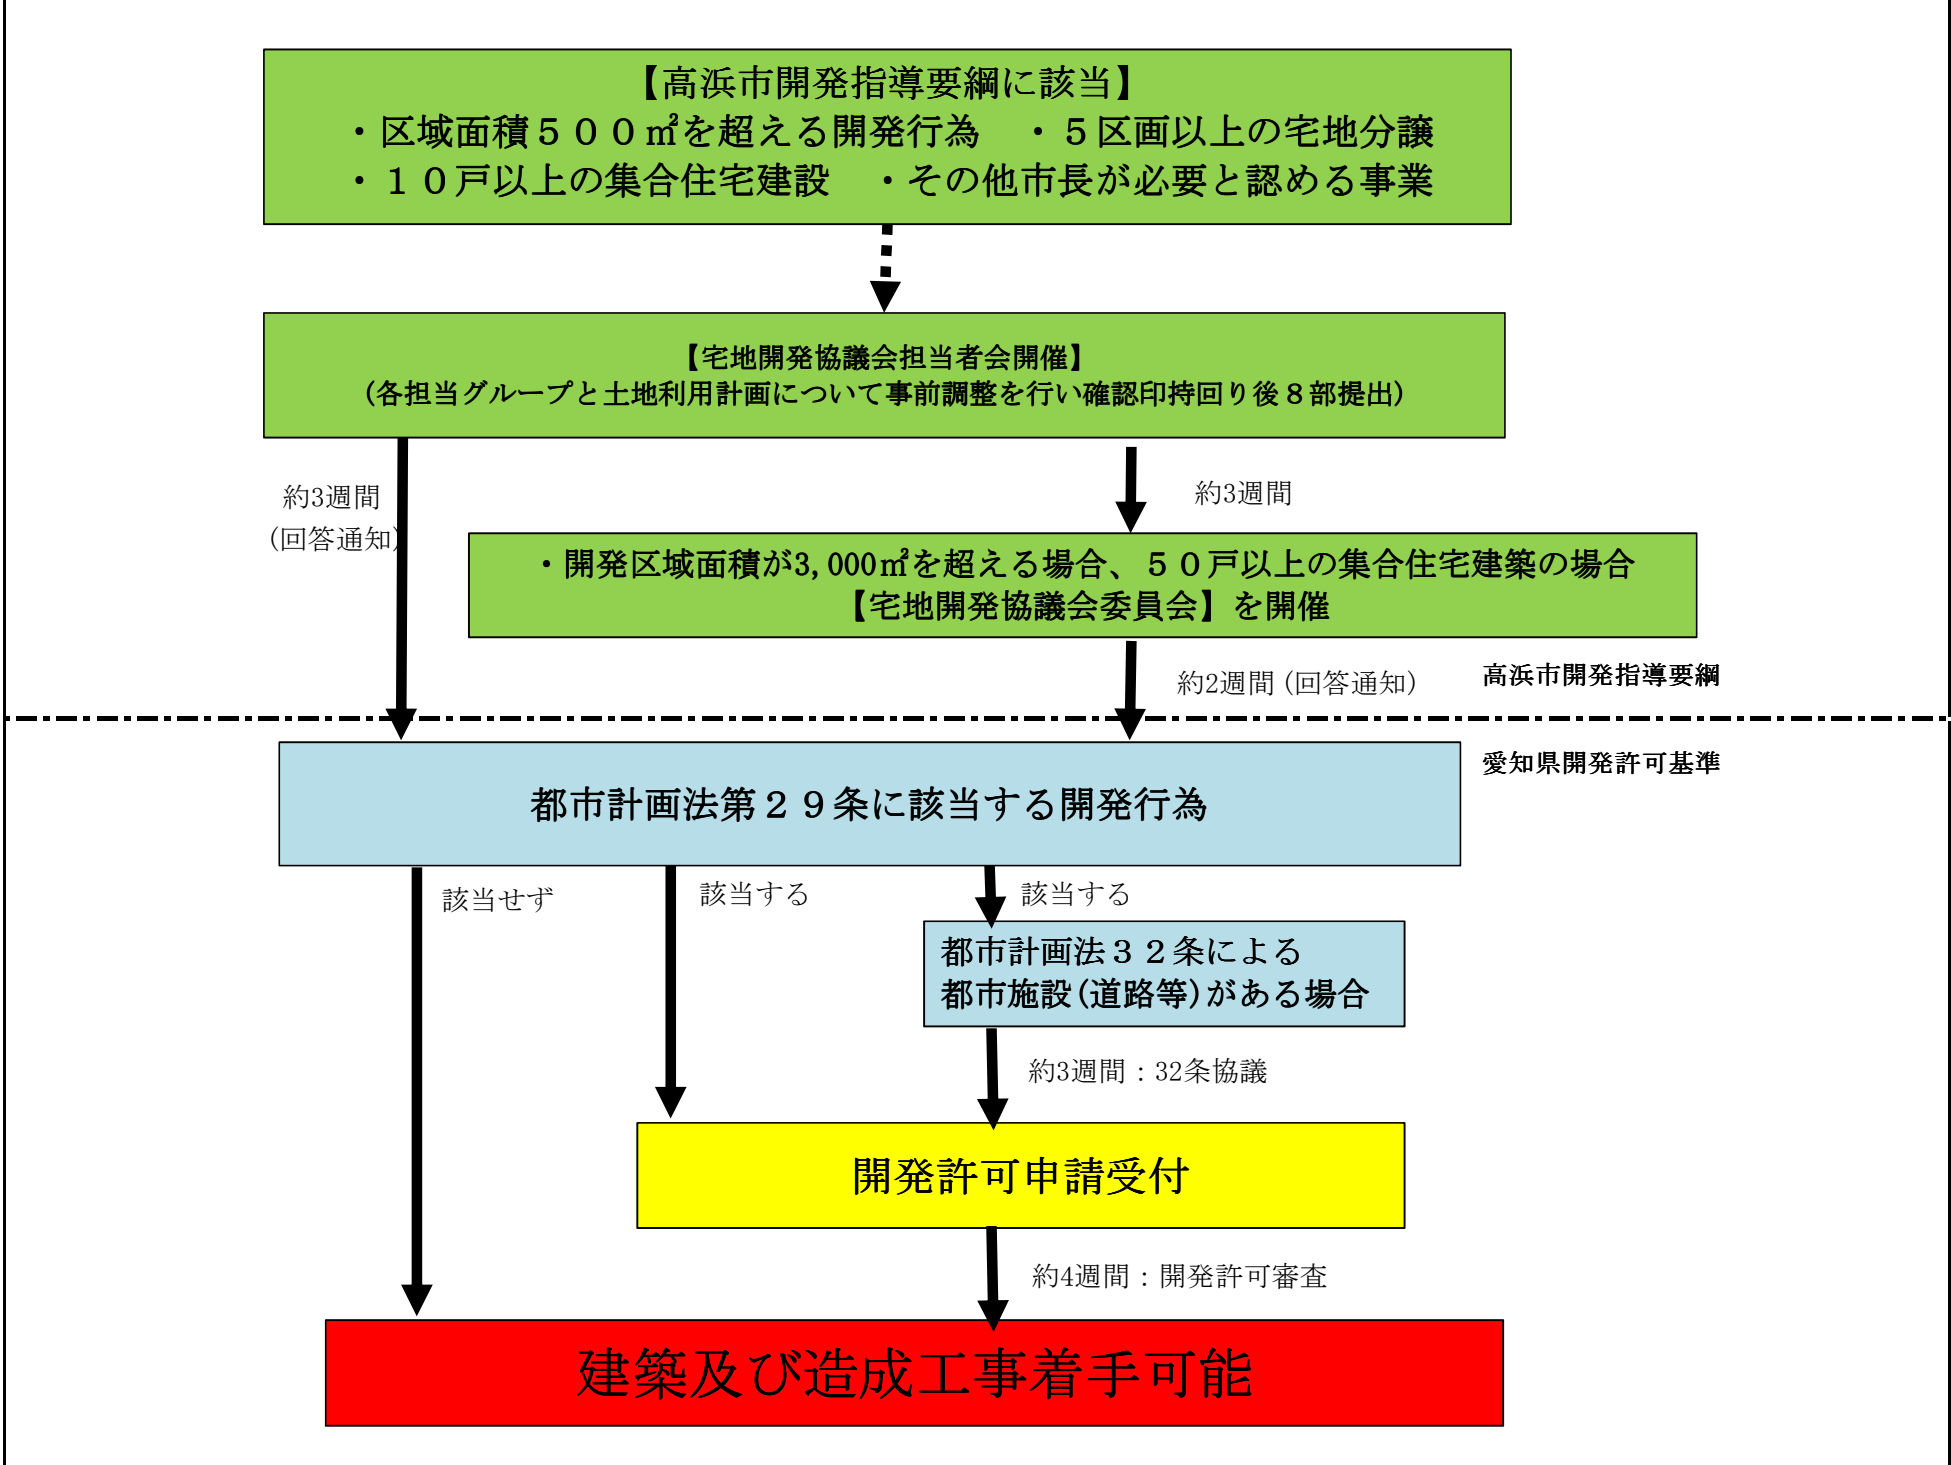 【高浜市開発指導要綱に該当】
・区域面積５００㎡を超える開発行為　・５区画以上の宅地分譲
・１０戸以上の集合住宅建設　・その他市長が必要と認める事業
【宅地開発協議会担当者会開催】
(各担当グループと土地利用計画について事前調整を行い確認印持回り後８部提出)
約3週間
(回答通知)
約3週間
・開発区域面積が3,000㎡を超える場合、５０戸以上の集合住宅建築の場合
【宅地開発協議会委員会】を開催
約2週間(回答通知)
高浜市開発指導要綱
愛知県開発許可基準
都市計画法第２９条に該当する開発行為
該当せず
該当する
該当する
都市計画法３２条による
都市施設(道路等)がある場合
約3週間：32条協議
開発許可申請受付
約4週間：開発許可審査
建築及び造成工事着手可能